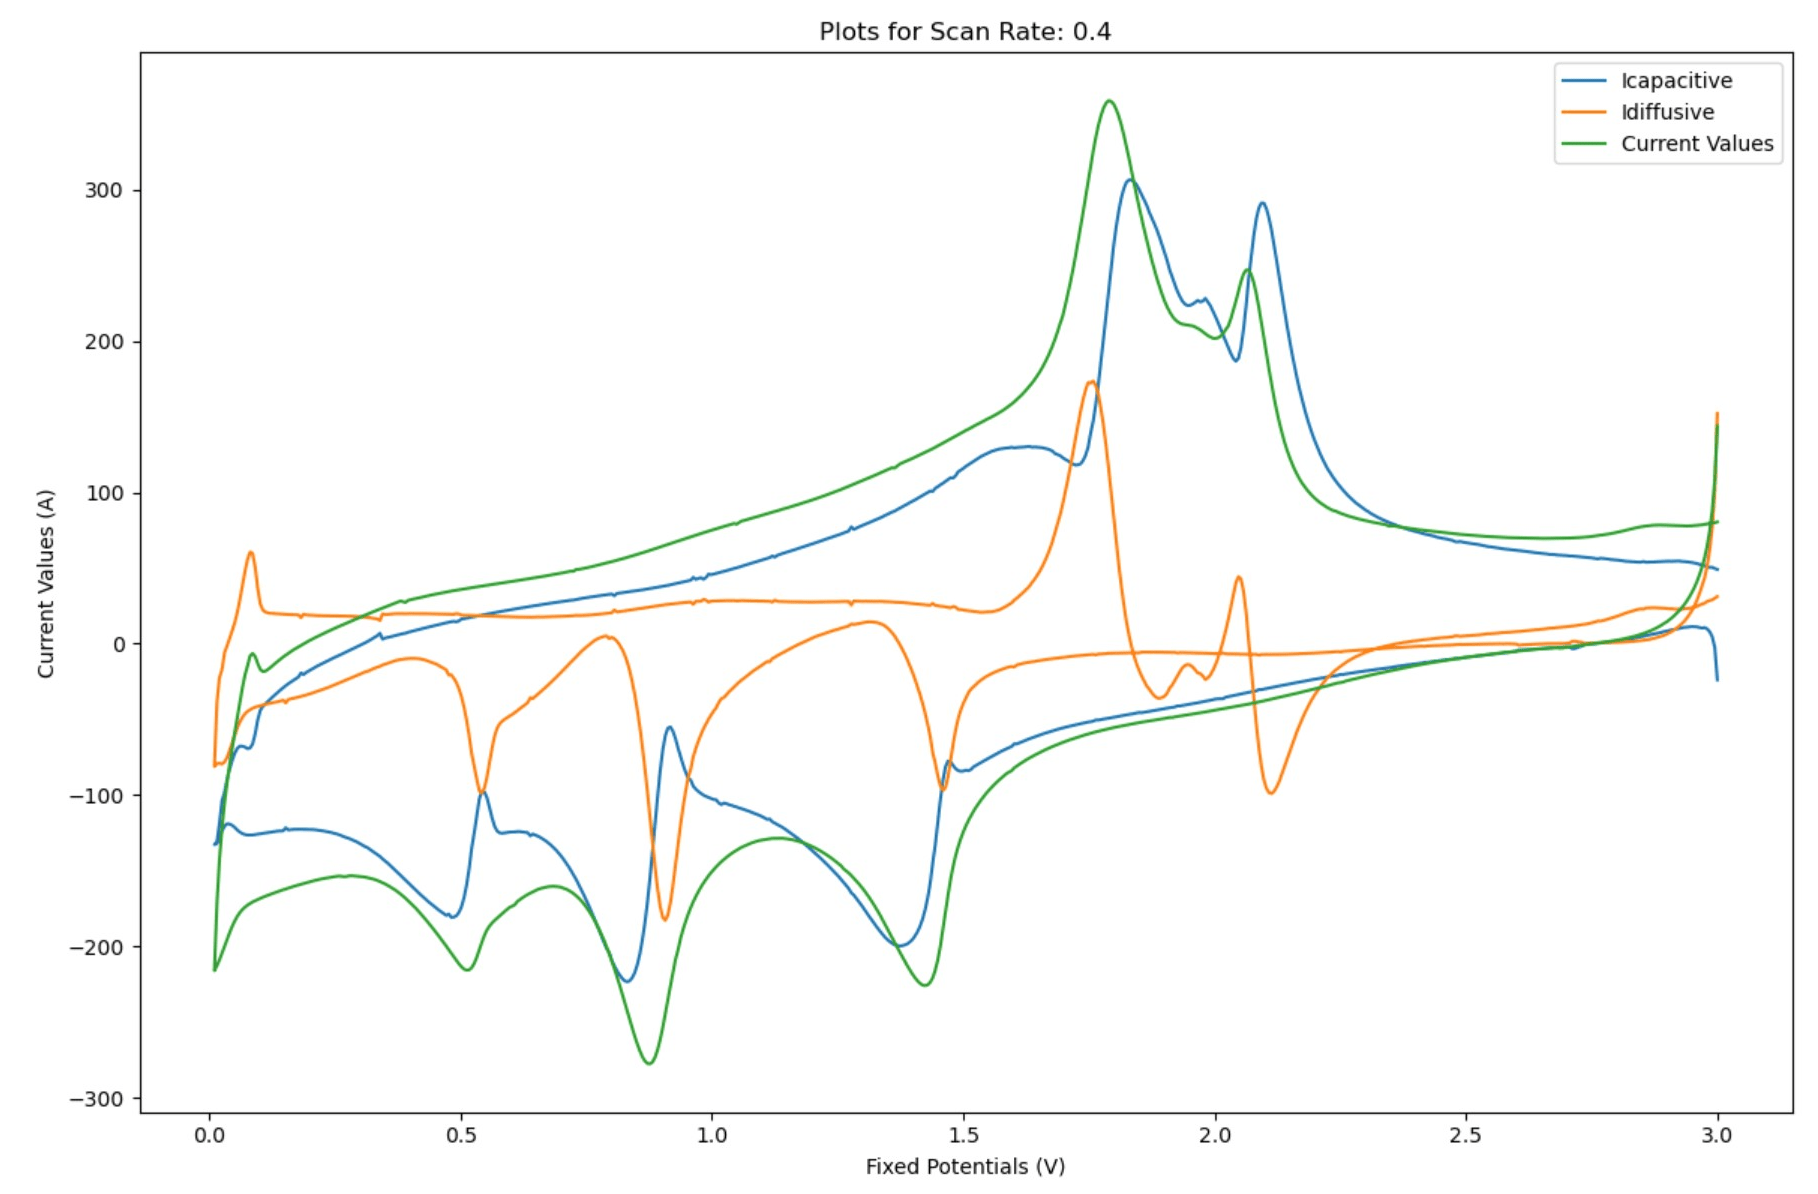 Plots for Scan Rate: 0.4
Icapacitive
Idiffusive
Current Values
Current Values (A)
300
200
100
0
−100
−200
−300
0.0 0.5 1.0 1.5 2.0 2.5 3.0
Fixed Potentials (V)